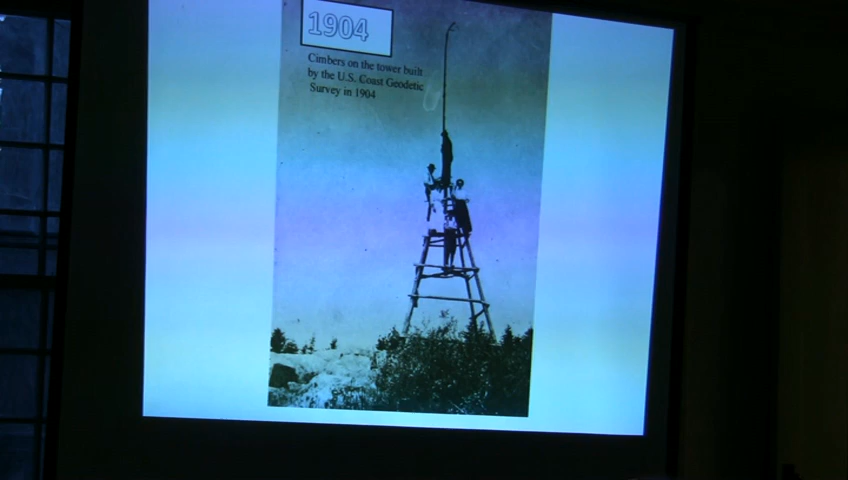 1904
Cimbers on the tower built
by the U.S. Coast Geodetic
Survey in 1904